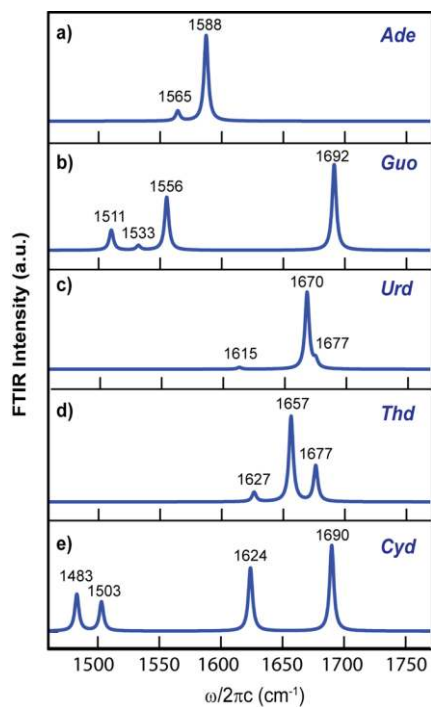 a) 1588 Ade
1565
b) 1692 Guo
1556
1511
1533
c) 1670 Urd
1677
1615
d) 1657 Thd
1677
1627
e) 1690 Cyd
1624
1483
1503
FTIR Intensity (a.u.)
1500 1550 1600 1650 1700 1750
ω/2πc (cm⁻¹)